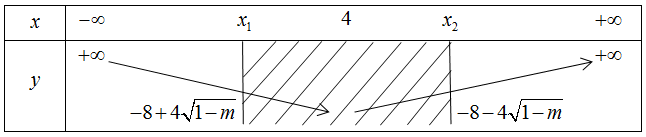 x −∞ x₁ 4 x₂ +∞
y +∞ +∞
−8+4√(1−m) −8−4√(1−m)